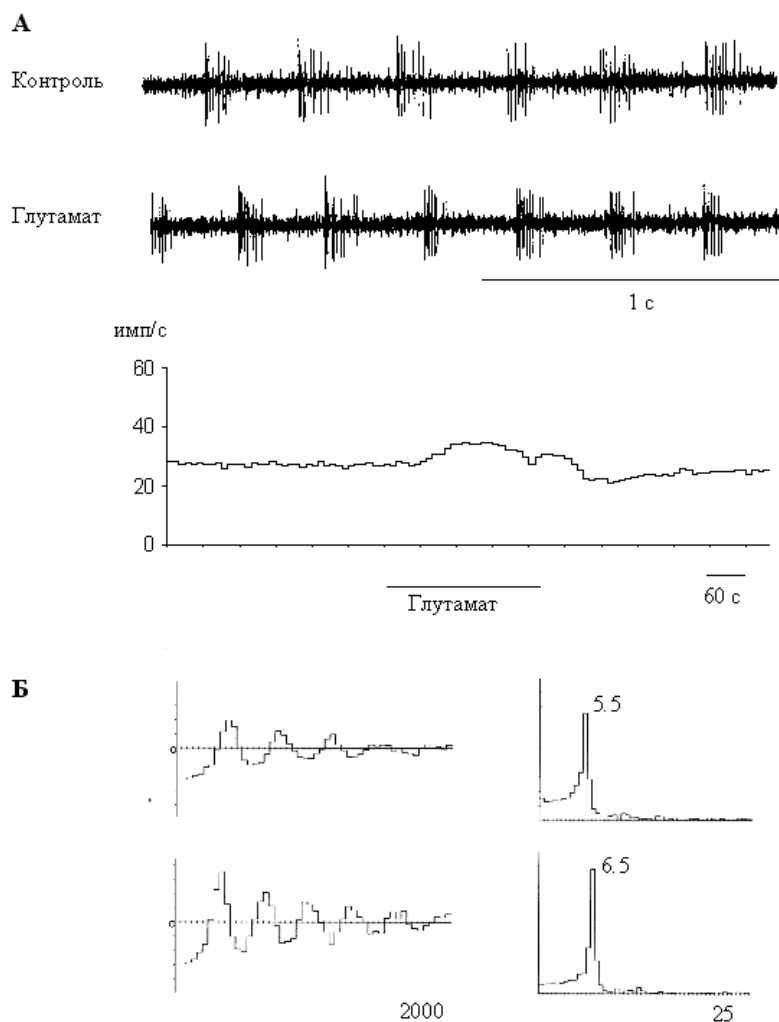 А
Контроль
Глутамат
1 с
имп/с
60
40
20
0
Глутамат
60 с
Б
0
5.5
0
6.5
2000
25